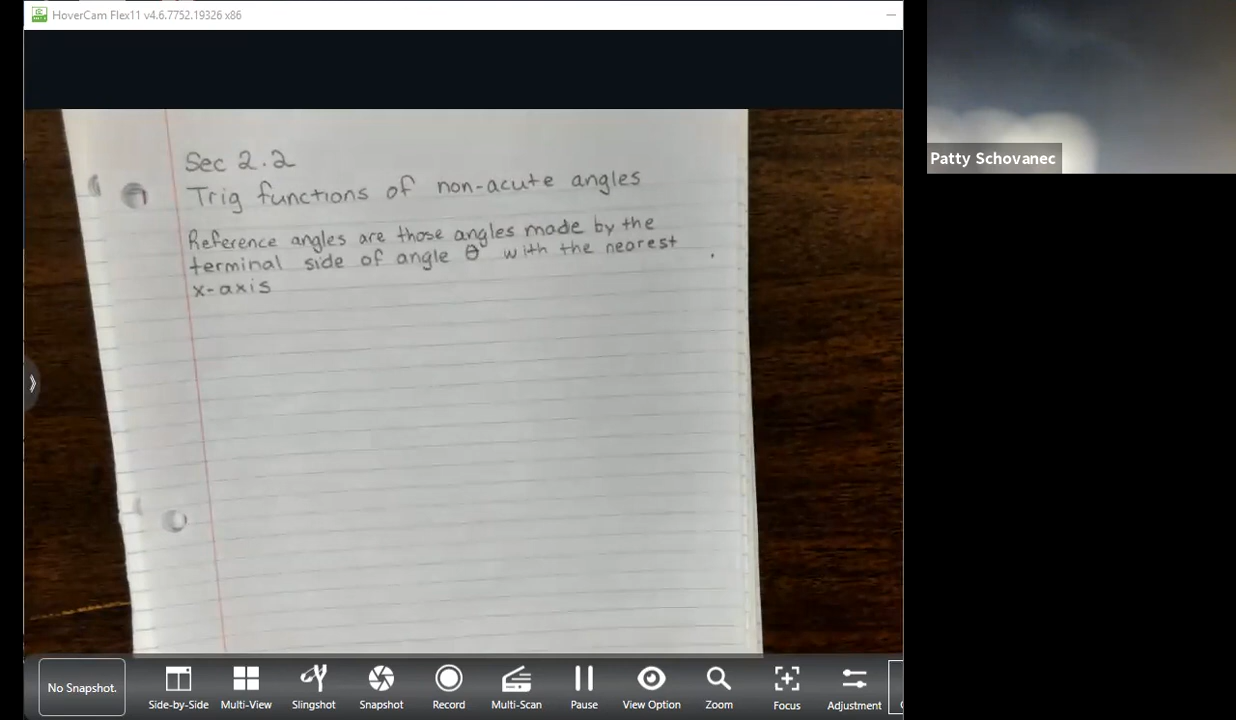 HoverCam Flex11 v4.6.7752.19326 x86
Patty Schovanec
Sec 2.2
Trig functions of non-acute angles
Reference angles are those angles made by the
terminal side of angle θ with the nearest
x-axis
No Snapshot.
Side-by-Side
Multi-View
Slingshot
Snapshot
Record
Multi-Scan
Pause
View Option
Zoom
Focus
Adjustment